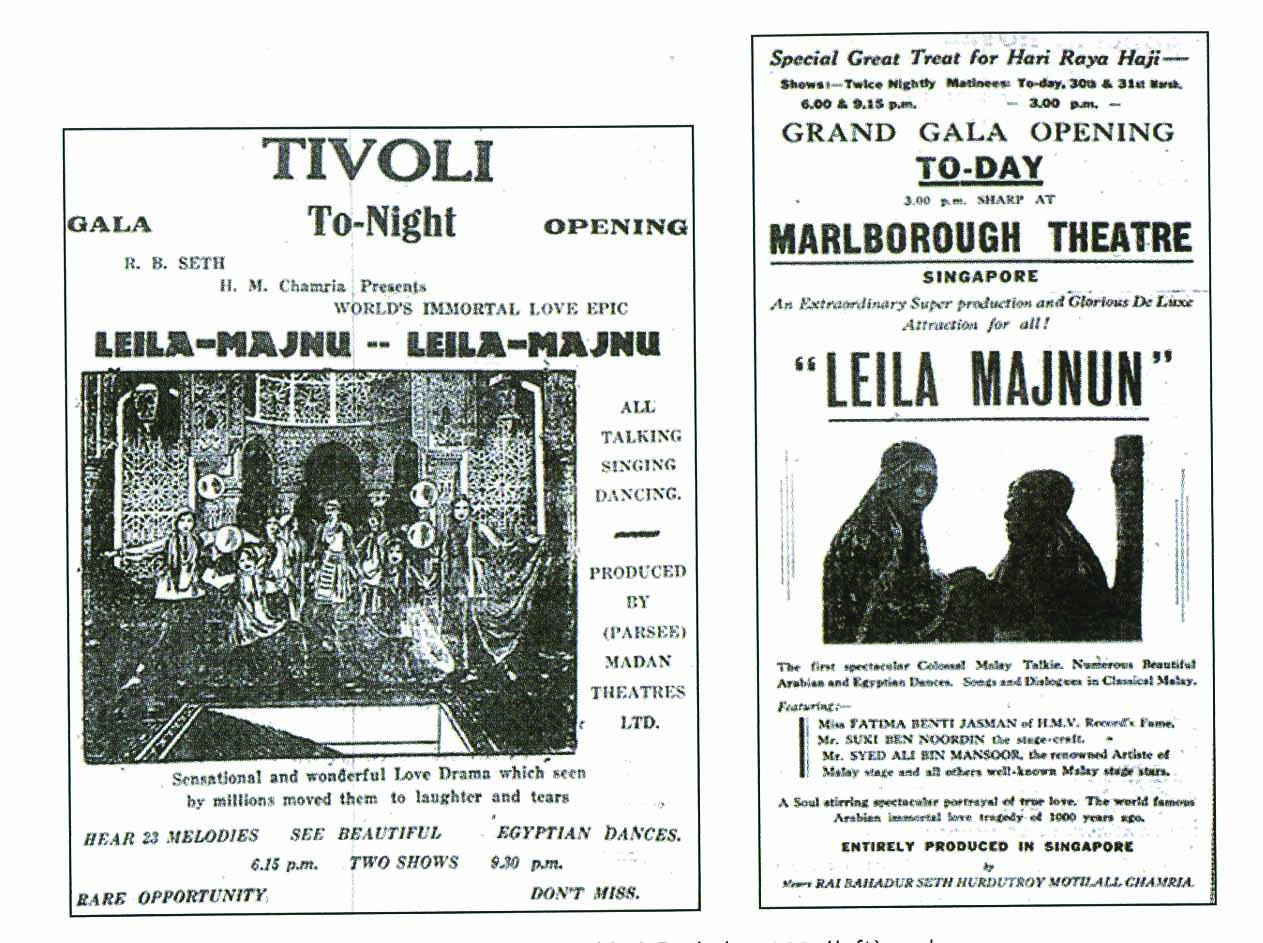 TIVOLI
GALA To-Night OPENING
R. B. SETH
H. M. Chamria Presents
WORLD'S IMMORTAL LOVE EPIC
LEILA-MAJNU -- LEILA-MAJNU
ALL
TALKING
SINGING
DANCING.
PRODUCED
BY
(PARSEE)
MADAN
THEATRES
LTD.
Sensational and wonderful Love Drama which seen
by millions moved them to laughter and tears
HEAR 23 MELODIES SEE BEAUTIFUL EGYPTIAN DANCES.
6.15 p.m. TWO SHOWS 9.30 p.m.
RARE OPPORTUNITY. DON'T MISS.
Special Great Treat for Hari Raya Haji—
Shows:—Twice Nightly Matinees: To-day, 30th & 31st March,
6.00 & 9.15 p.m. — 3.00 p.m. —
GRAND GALA OPENING
TO-DAY
3.00 p.m. SHARP AT
MARLBOROUGH THEATRE
SINGAPORE
An Extraordinary Super production and Glorious De Luxe
Attraction for all!
"LEILA MAJNUN"
The first spectacular Colossal Malay Talkie. Numerous Beautiful
Arabian and Egyptian Dances. Songs and Dialogues in Classical Malay.
Featuring:—
Miss FATIMA BENTI JASMAN of H.M.V. Record's Fame,
Mr. SUKI BEN NOORDIN the stage-craft.
Mr. SYED ALI BIN MANSOOR, the renowned Artiste of
Malay stage and all others well-known Malay stage stars.
A Soul stirring spectacular portrayal of true love. The world famous
Arabian immortal love tragedy of 1000 years ago.
ENTIRELY PRODUCED IN SINGAPORE
by
Messrs RAI BAHADUR SETH HURDUTROY MOTILALL CHAMRIA.
(left)